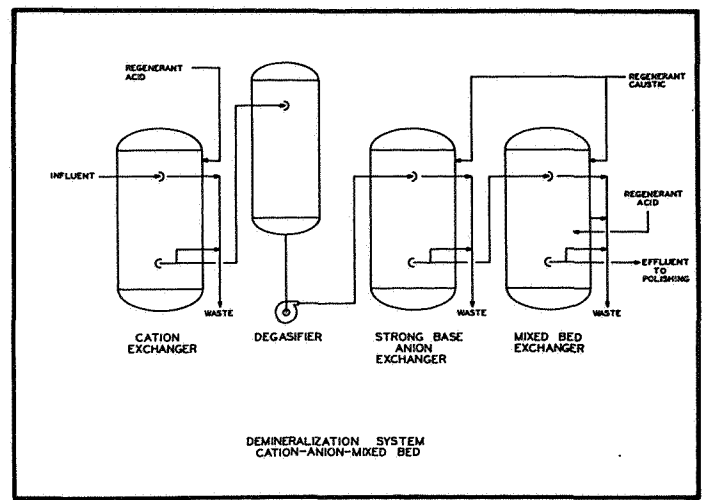 REGENERANT
ACID
REGENERANT
CAUSTIC
INFLUENT
REGENERANT
ACID
EFFLUENT
TO
POLISHING
WASTE
WASTE
WASTE
CATION
EXCHANGER
DEGASIFIER
STRONG BASE
ANION
EXCHANGER
MIXED BED
EXCHANGER
DEMINERALIZATION SYSTEM
CATION-ANION-MIXED BED